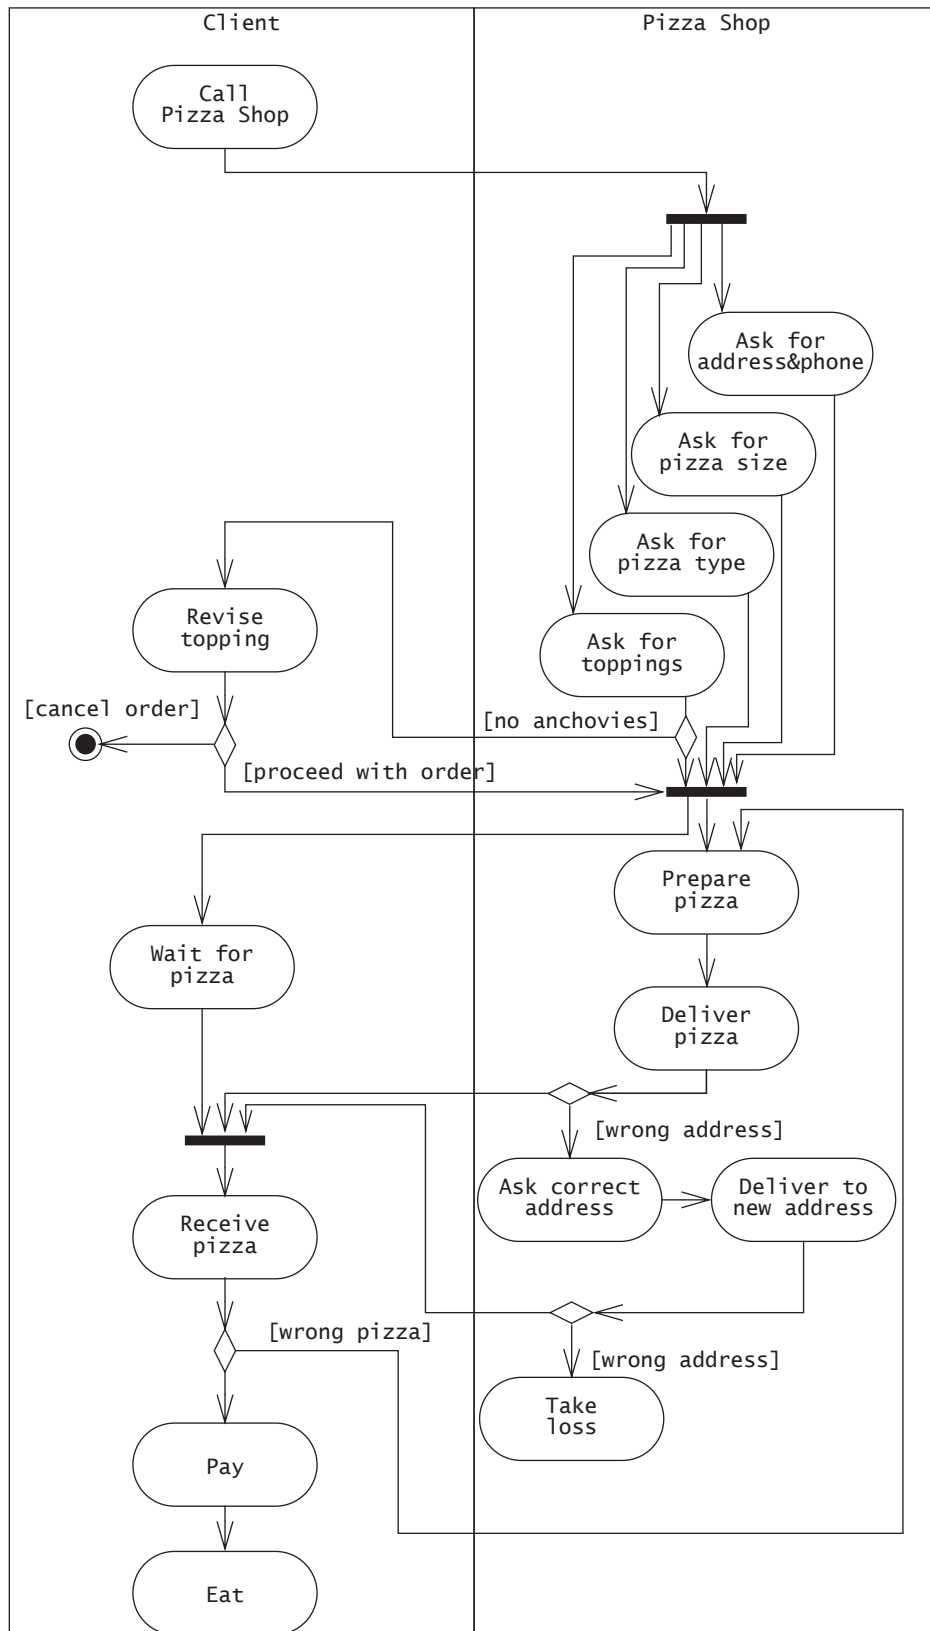 Client
Pizza Shop
Call
Pizza Shop
Ask for
address&phone
Ask for
pizza size
Ask for
pizza type
Revise
topping
Ask for
toppings
[cancel order]
[no anchovies]
[proceed with order]
Prepare
pizza
Wait for
pizza
Deliver
pizza
[wrong address]
Ask correct
address
Deliver to
new address
Receive
pizza
[wrong pizza]
[wrong address]
Take
loss
Pay
Eat